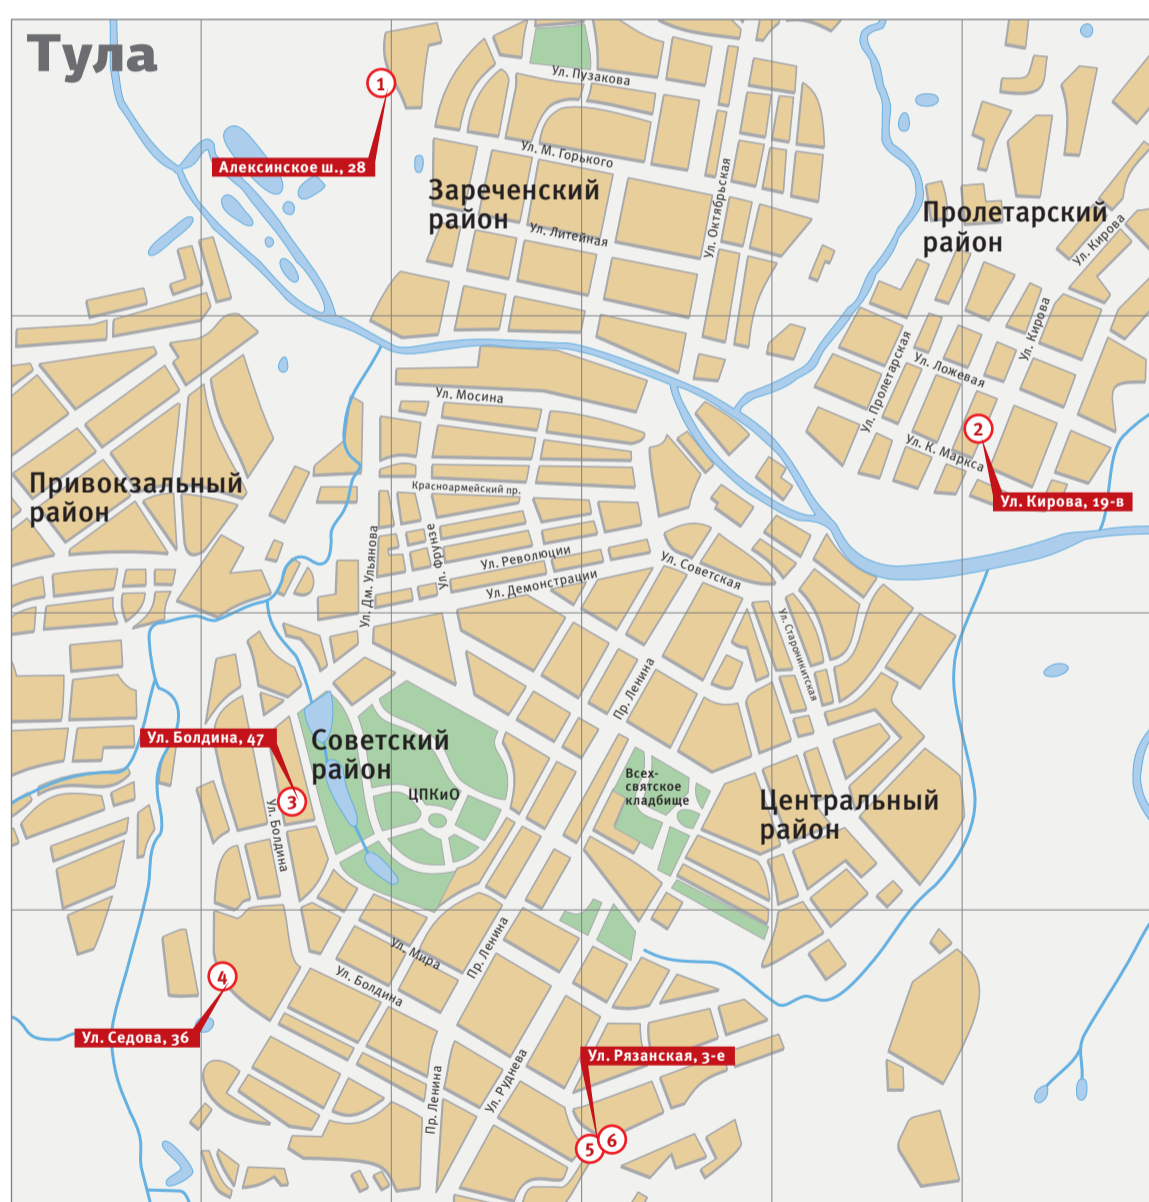 Тула
Ул. Пузакова
1
Алексинское ш., 28
Ул. М. Горького
Зареченский
район
Ул. Литейная
Ул. Октябрьская
Пролетарский
район
Ул. Кирова
Ул. Кирова
Ул. Пролетарская
Ул. Ложевая
2
Ул. К. Маркса
Ул. Кирова, 19-в
Ул. Мосина
Привокзальный
район
Красноармейский пр.
Ул. Фрунзе
Ул. Дм. Ульянова
Ул. Революции
Ул. Демонстрации
Ул. Советская
Ул. Староникитская
Пр. Ленина
Ул. Болдина, 47
Советский
район
3
ЦПКиО
Всех-
святское
кладбище
Центральный
район
Ул. Болдина
Пр. Ленина
Ул. Мира
Ул. Болдина
4
Ул. Седова, 36
Ул. Рязанская, 3-е
Ул. Руднева
Пр. Ленина
5
6